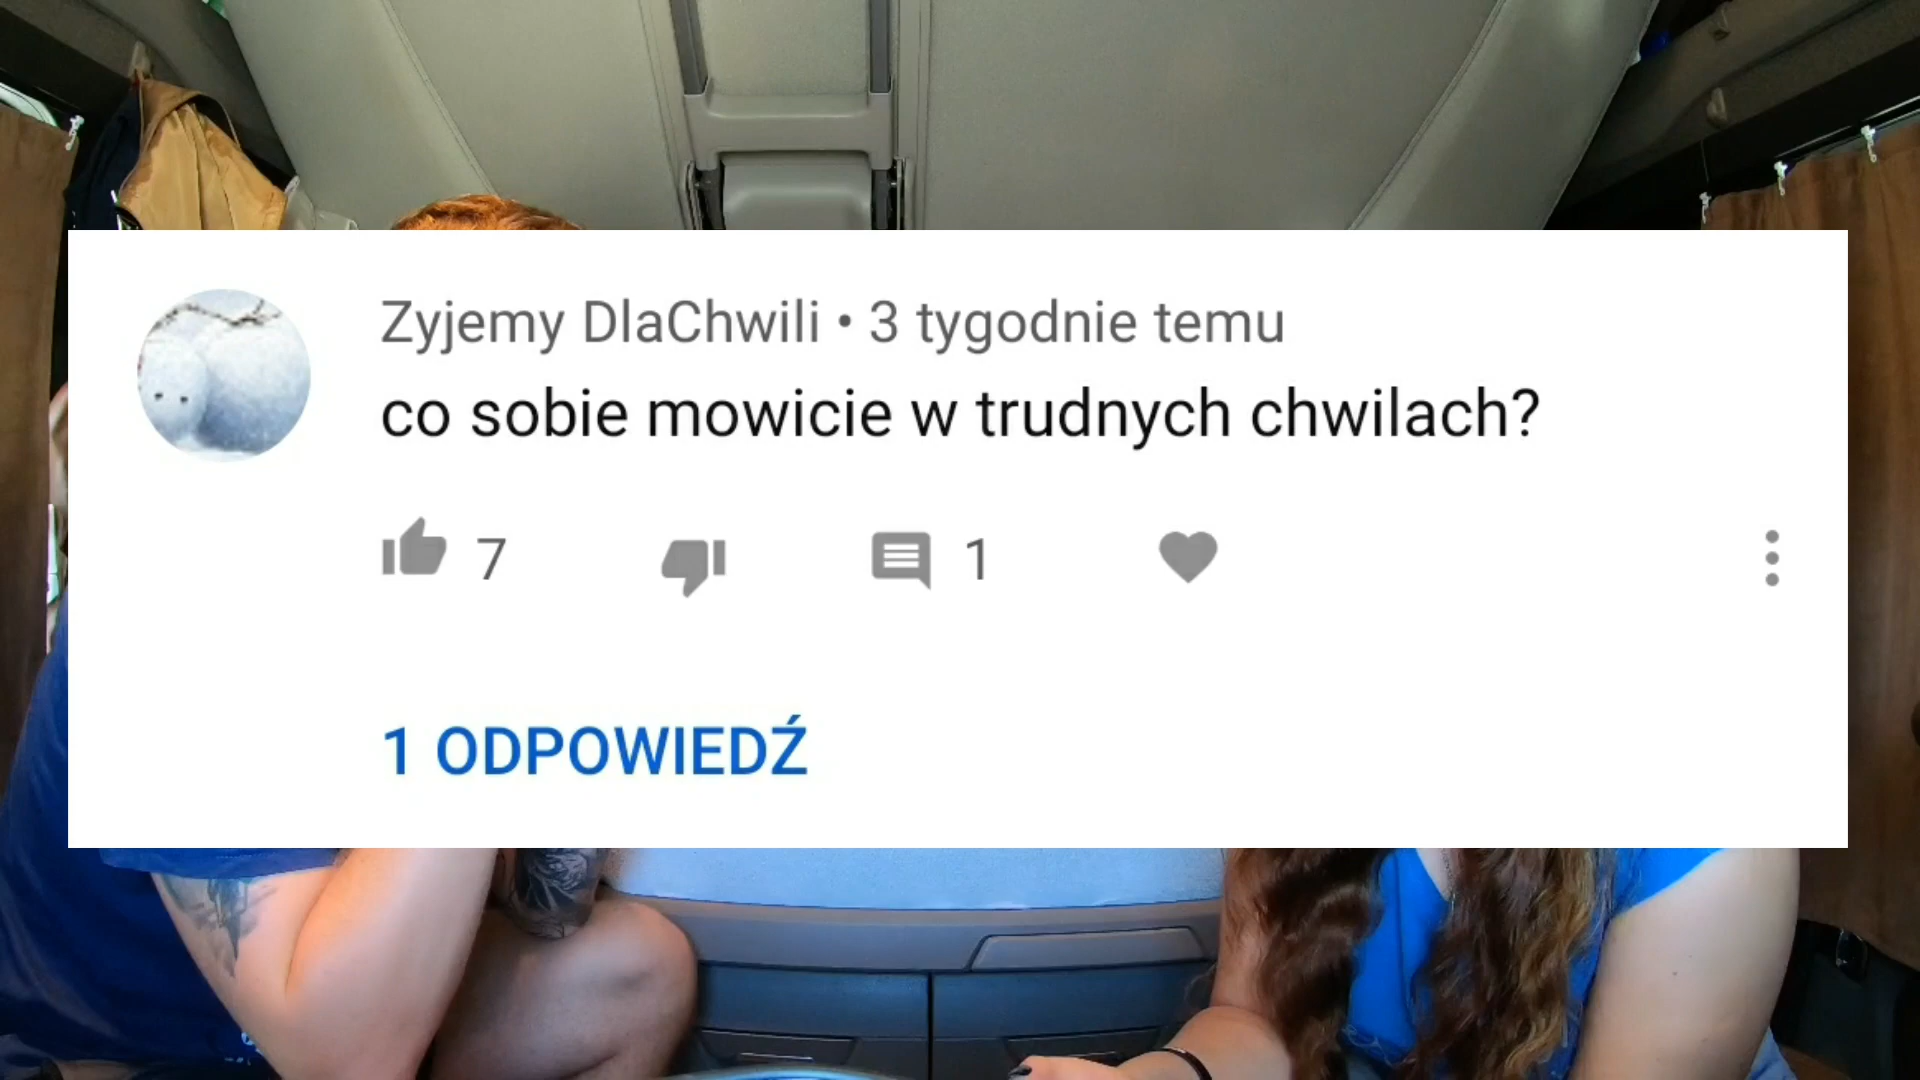 Zyjemy DlaChwili • 3 tygodnie temu
co sobie mowicie w trudnych chwilach?
7 1
1 ODPOWIEDŹ